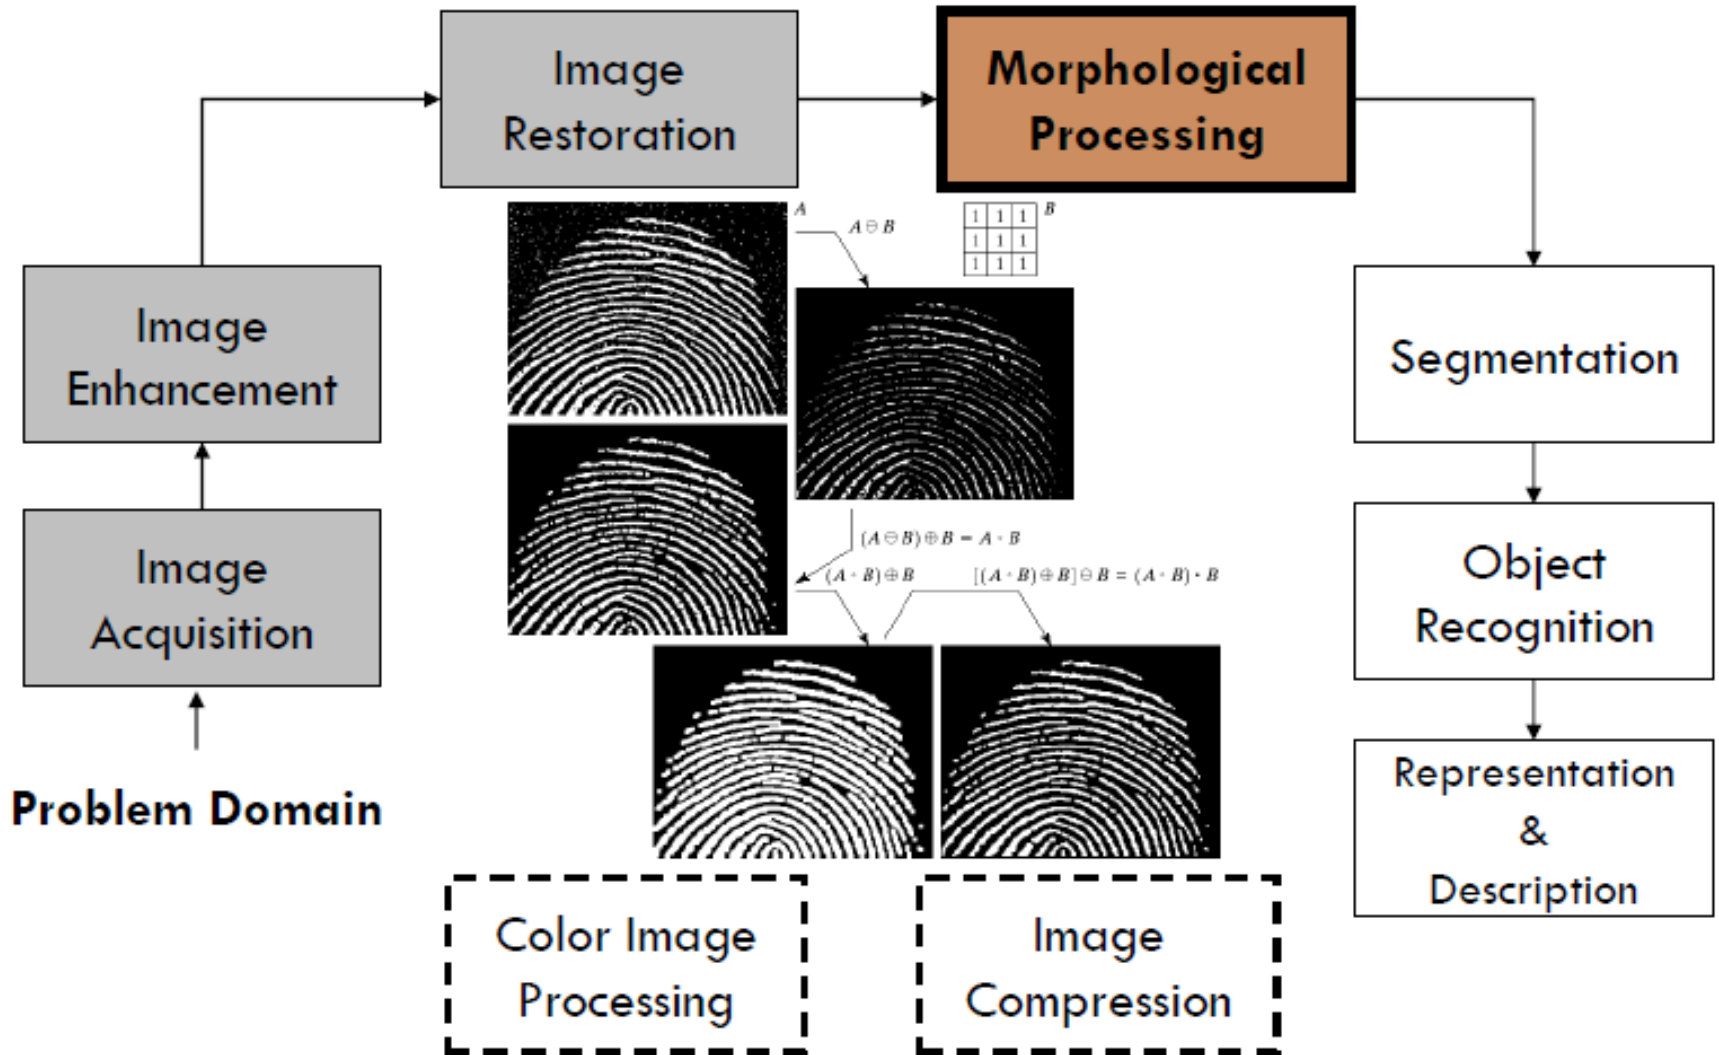 Image
Restoration
Morphological
Processing
A
A ⊖ B
1 1 1
1 1 1
1 1 1
B
Image
Enhancement
Segmentation
Image
Acquisition
(A ⊖ B) ⊕ B = A ∘ B
(A ∘ B) ⊕ B
[(A ∘ B) ⊕ B] ⊖ B = (A ∘ B) • B
Object
Recognition
Problem Domain
Representation
&
Description
Color Image
Processing
Image
Compression